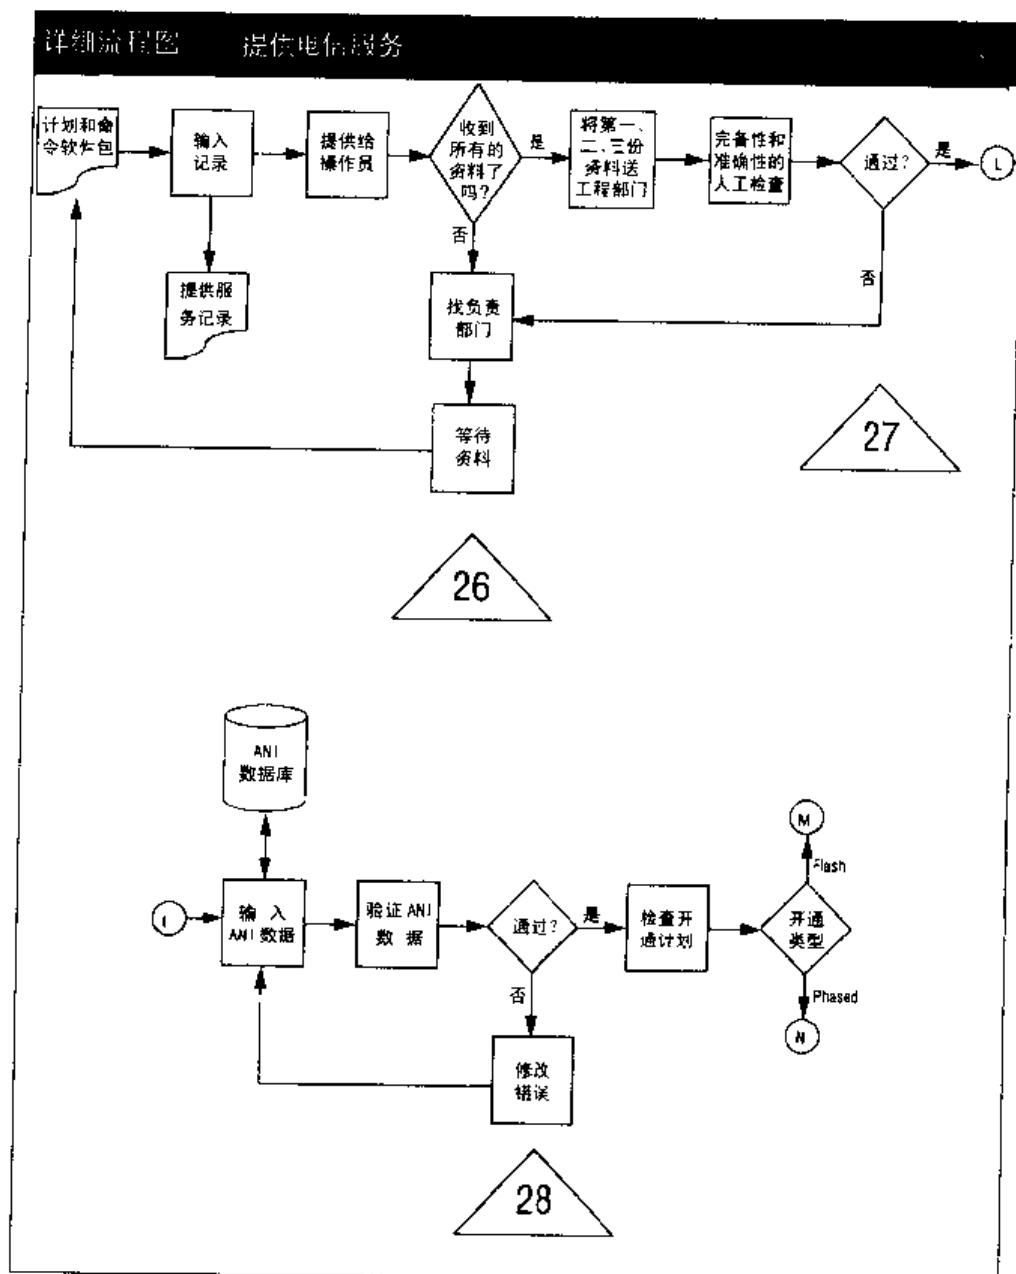 详细流程图 提供电信服务
计划和命
令软件包
输入
记录
提供给
操作员
收到
所有的
资料了
吗?
是
将第一、
二、三份
资料送
工程部门
完备性和
准确性的
人工检查
通过?
是
L
否
否
提供服
务记录
找负责
部门
等待
资料
27
26
ANI
数据库
输 入
ANI 数据
验证 ANI
数 据
通过?
是
检查开
通计划
开通
类型
M
Flash
Phased
N
否
修改
错误
28